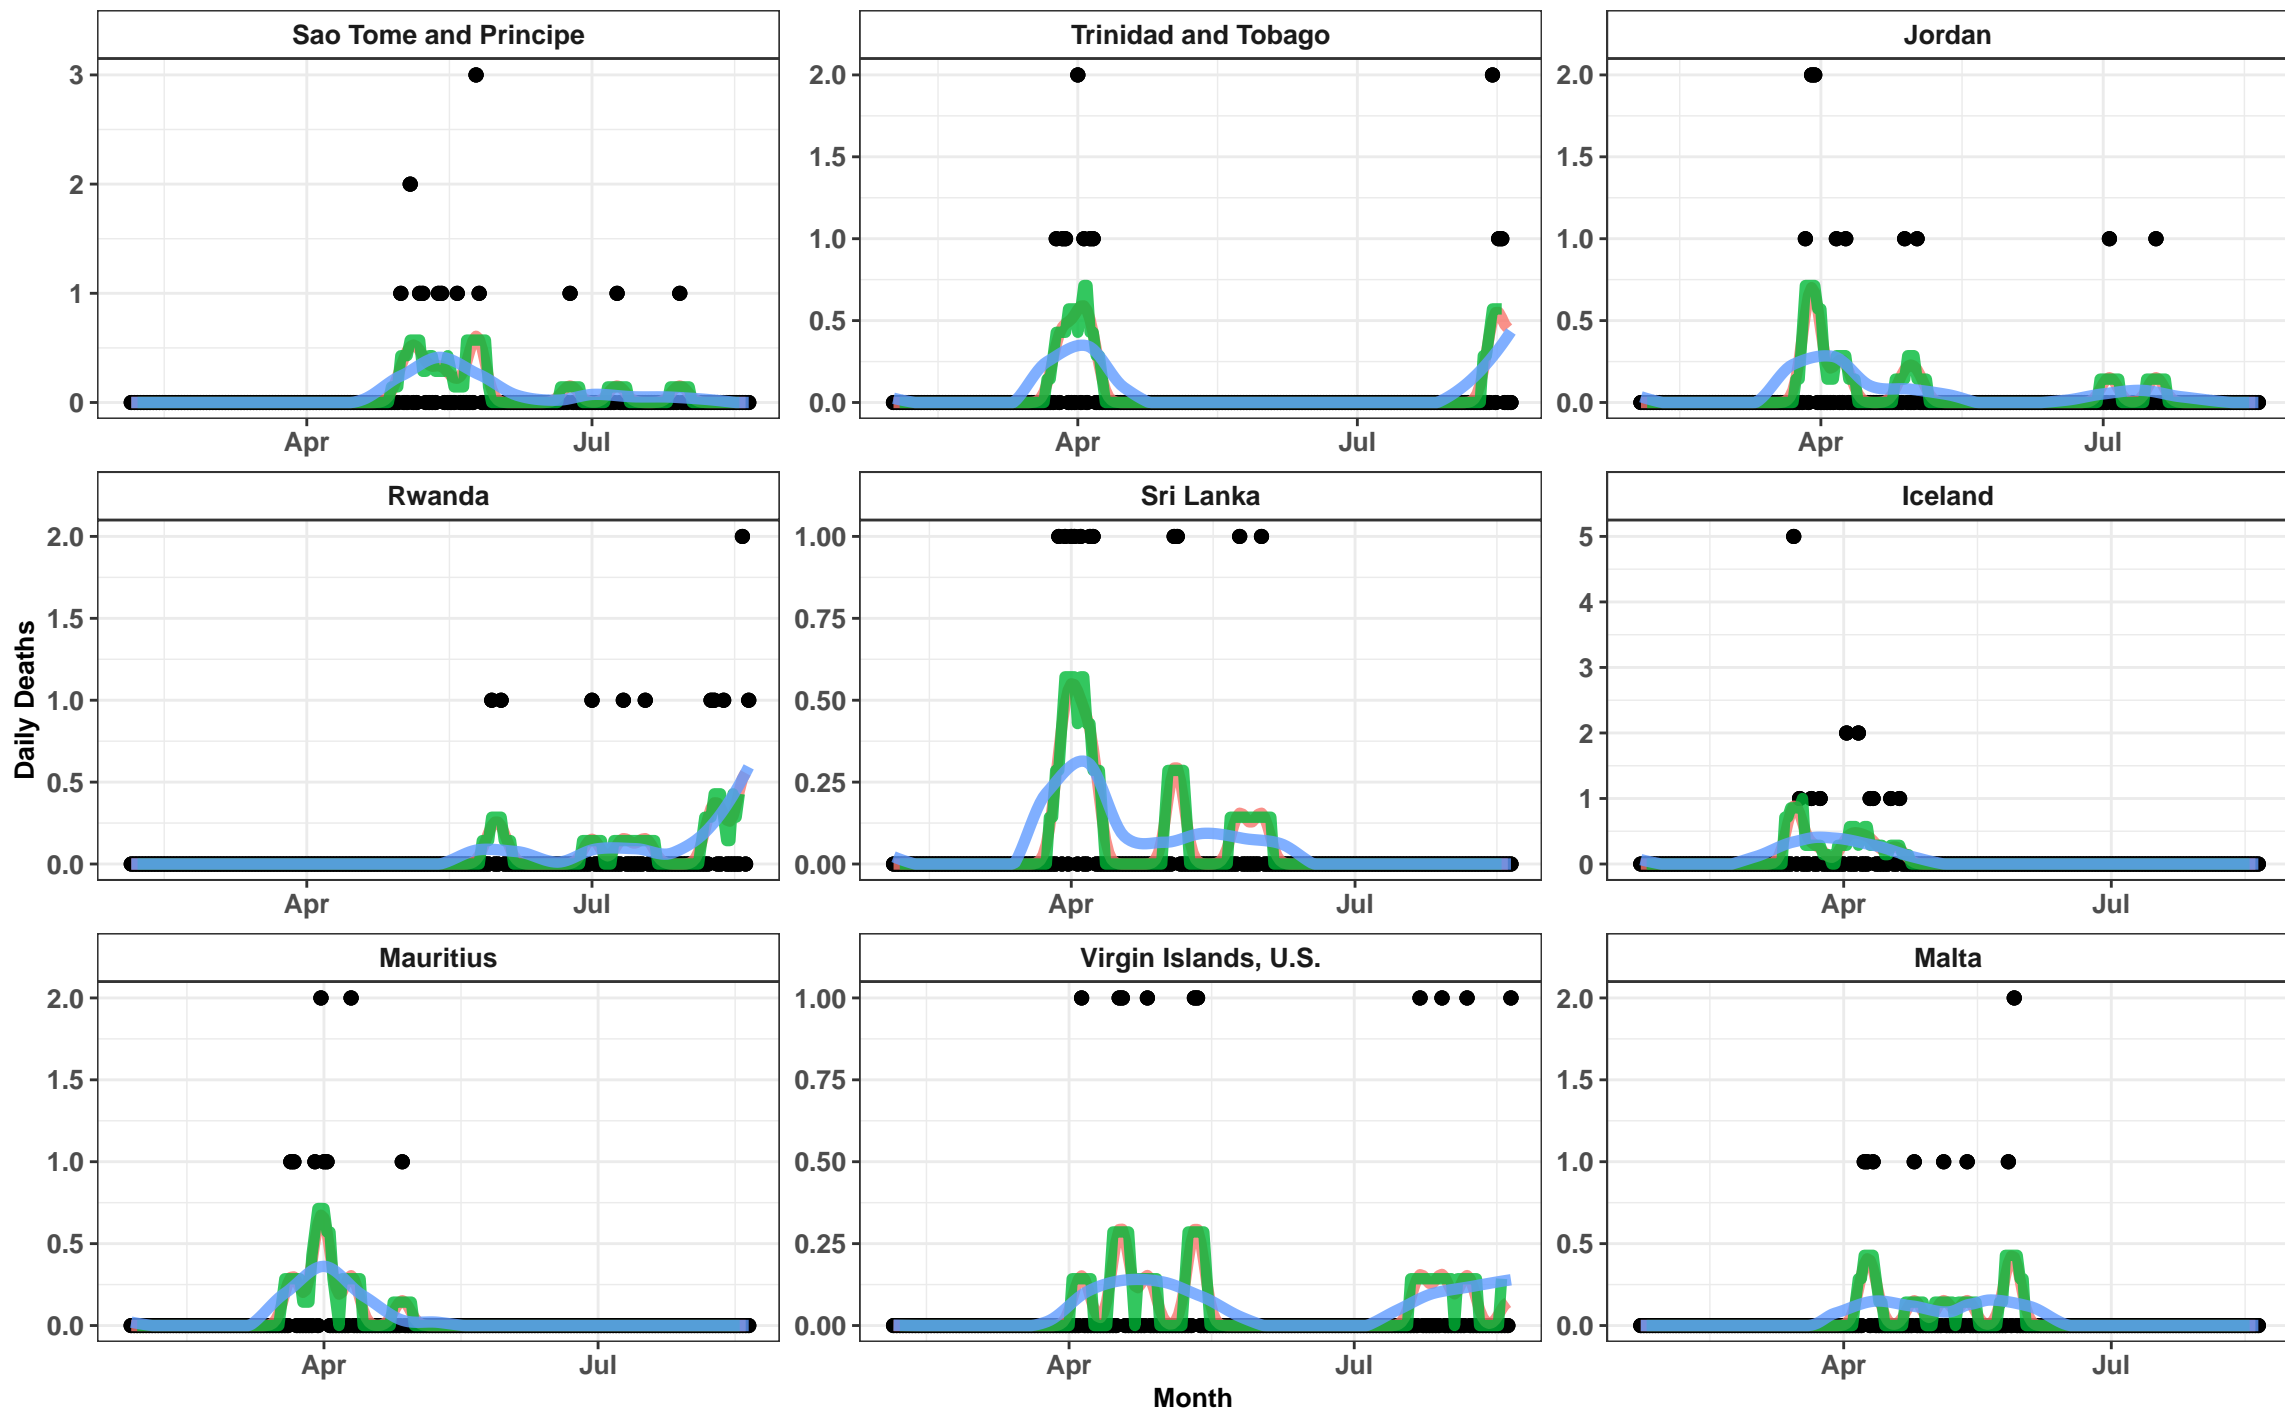 Sao Tome and Principe
Trinidad and Tobago
Jordan
3
2
1
0
2.0
1.5
1.0
0.5
0.0
2.0
1.5
1.0
0.5
0.0
Apr Jul
Apr Jul
Apr Jul
Rwanda
Sri Lanka
Iceland
Daily Deaths
2.0
1.5
1.0
0.5
0.0
1.00
0.75
0.50
0.25
0.00
5
4
3
2
1
0
Apr Jul
Apr Jul
Apr Jul
Mauritius
Virgin Islands, U.S.
Malta
2.0
1.5
1.0
0.5
0.0
1.00
0.75
0.50
0.25
0.00
2.0
1.5
1.0
0.5
0.0
Apr Jul
Apr Jul
Apr Jul
Month